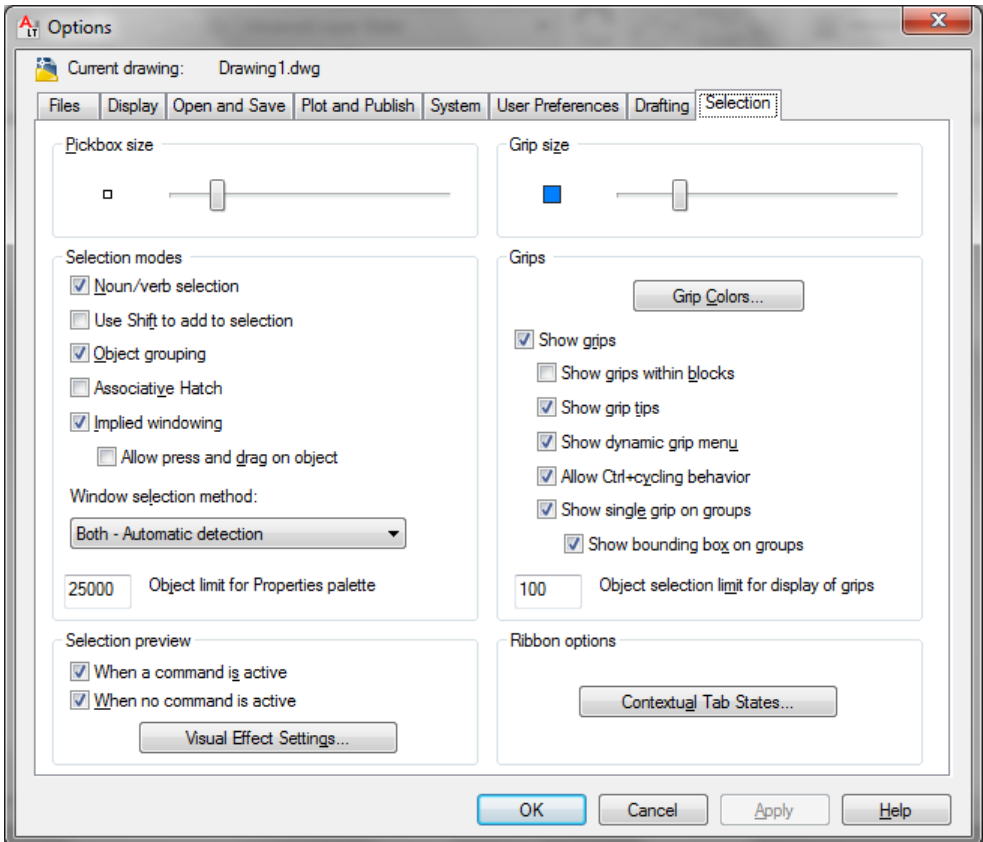 A LT Options X
Current drawing: Drawing1.dwg
Files Display Open and Save Plot and Publish System User Preferences Drafting Selection
Pickbox size
Grip size
Selection modes
Noun/verb selection
Use Shift to add to selection
Object grouping
Associative Hatch
Implied windowing
Allow press and drag on object
Window selection method:
Both - Automatic detection
25000 Object limit for Properties palette
Grips
Grip Colors...
Show grips
Show grips within blocks
Show grip tips
Show dynamic grip menu
Allow Ctrl+cycling behavior
Show single grip on groups
Show bounding box on groups
100 Object selection limit for display of grips
Selection preview
When a command is active
When no command is active
Visual Effect Settings...
Ribbon options
Contextual Tab States...
OK Cancel Apply Help